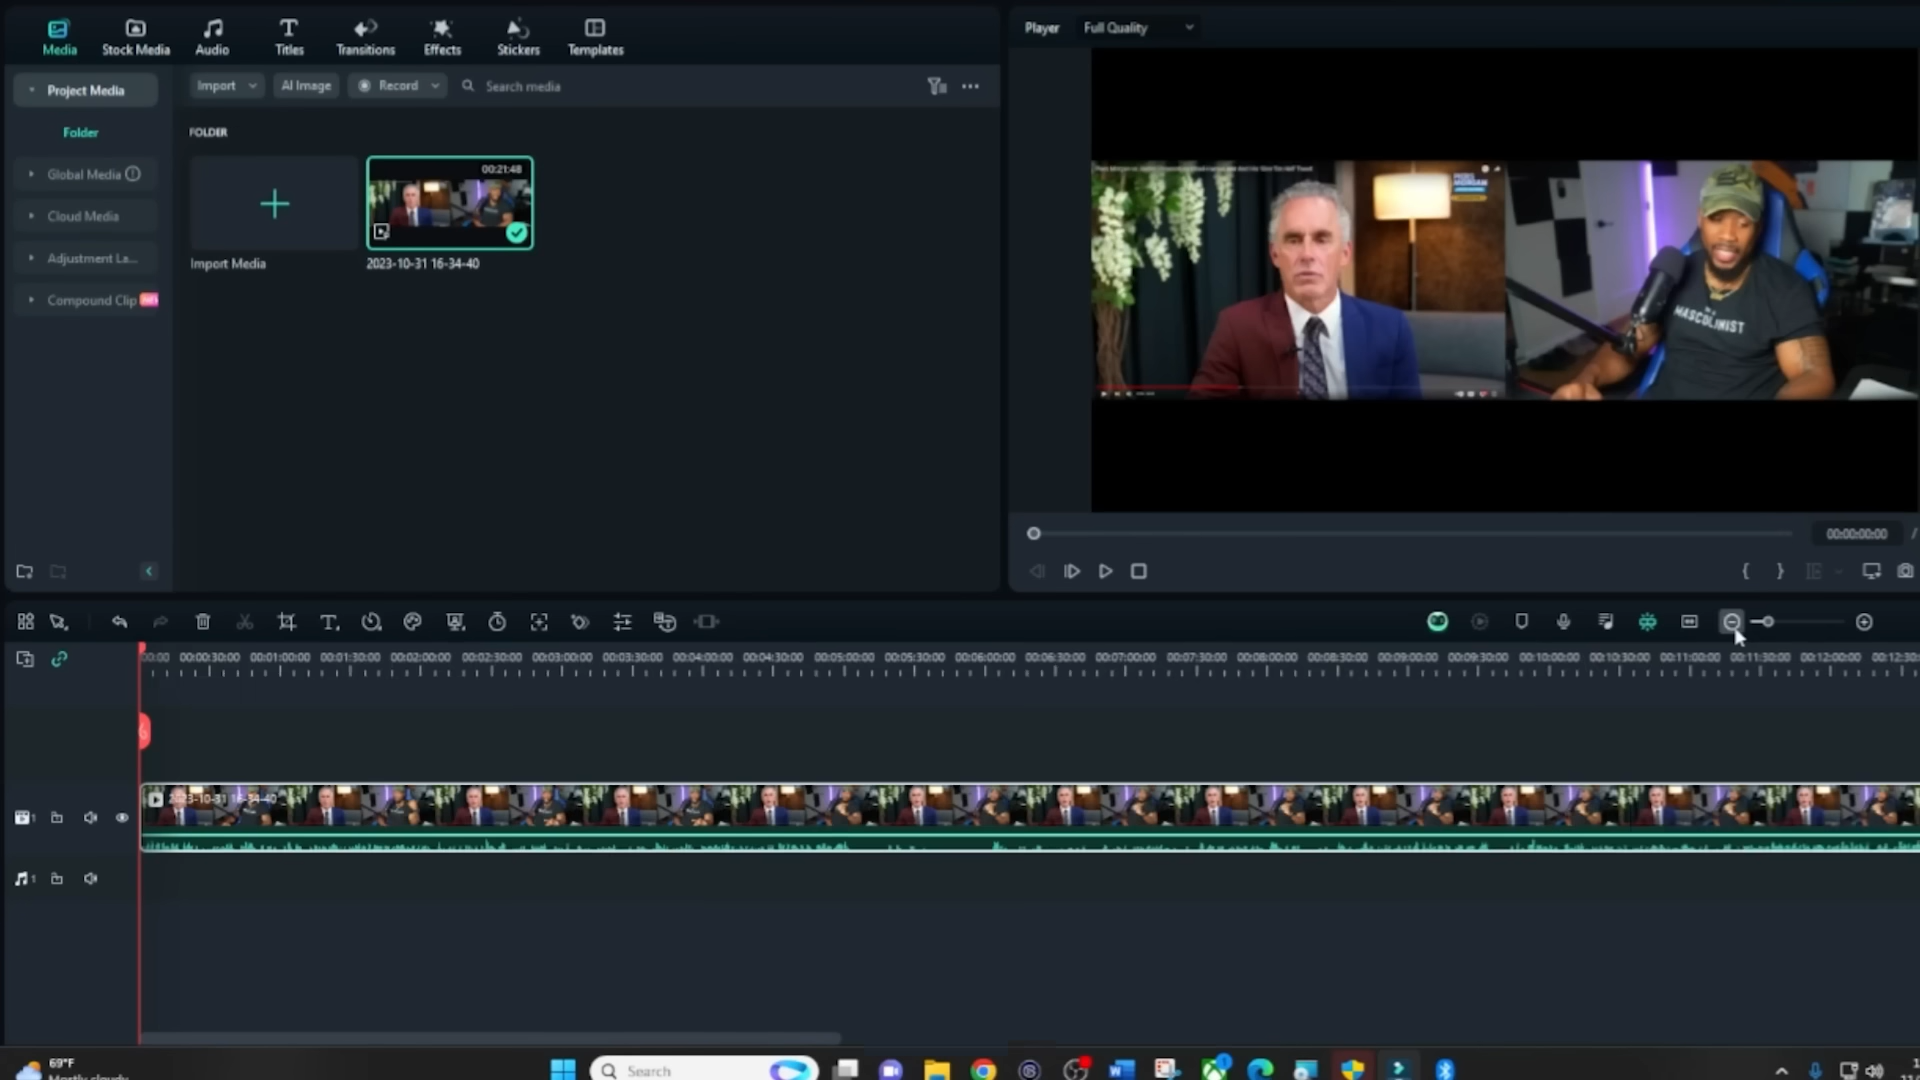 Media
Stock Media
Audio
Titles
Transitions
Effects
Stickers
Templates
Player
Full Quality
Project Media
Import
AI Image
Record
Search media
Folder
FOLDER
Global Media
00:21:48
Cloud Media
Adjustment La...
Import Media
2023-10-31 16-34-40
Compound Clip
MASCULINIST
00:00:00:00
/
00:00
00:00:30:00
00:01:00:00
00:01:30:00
00:02:00:00
00:02:30:00
00:03:00:00
00:03:30:00
00:04:00:00
00:04:30:00
00:05:00:00
00:05:30:00
00:06:00:00
00:06:30:00
00:07:00:00
00:07:30:00
00:08:00:00
00:08:30:00
00:09:00:00
00:09:30:00
00:10:00:00
00:10:30:00
00:11:00:00
00:11:30:00
00:12:00:00
00:12:30:
2023-10-31 16-34-40
1
1
69°F
Mostly cloudy
Search